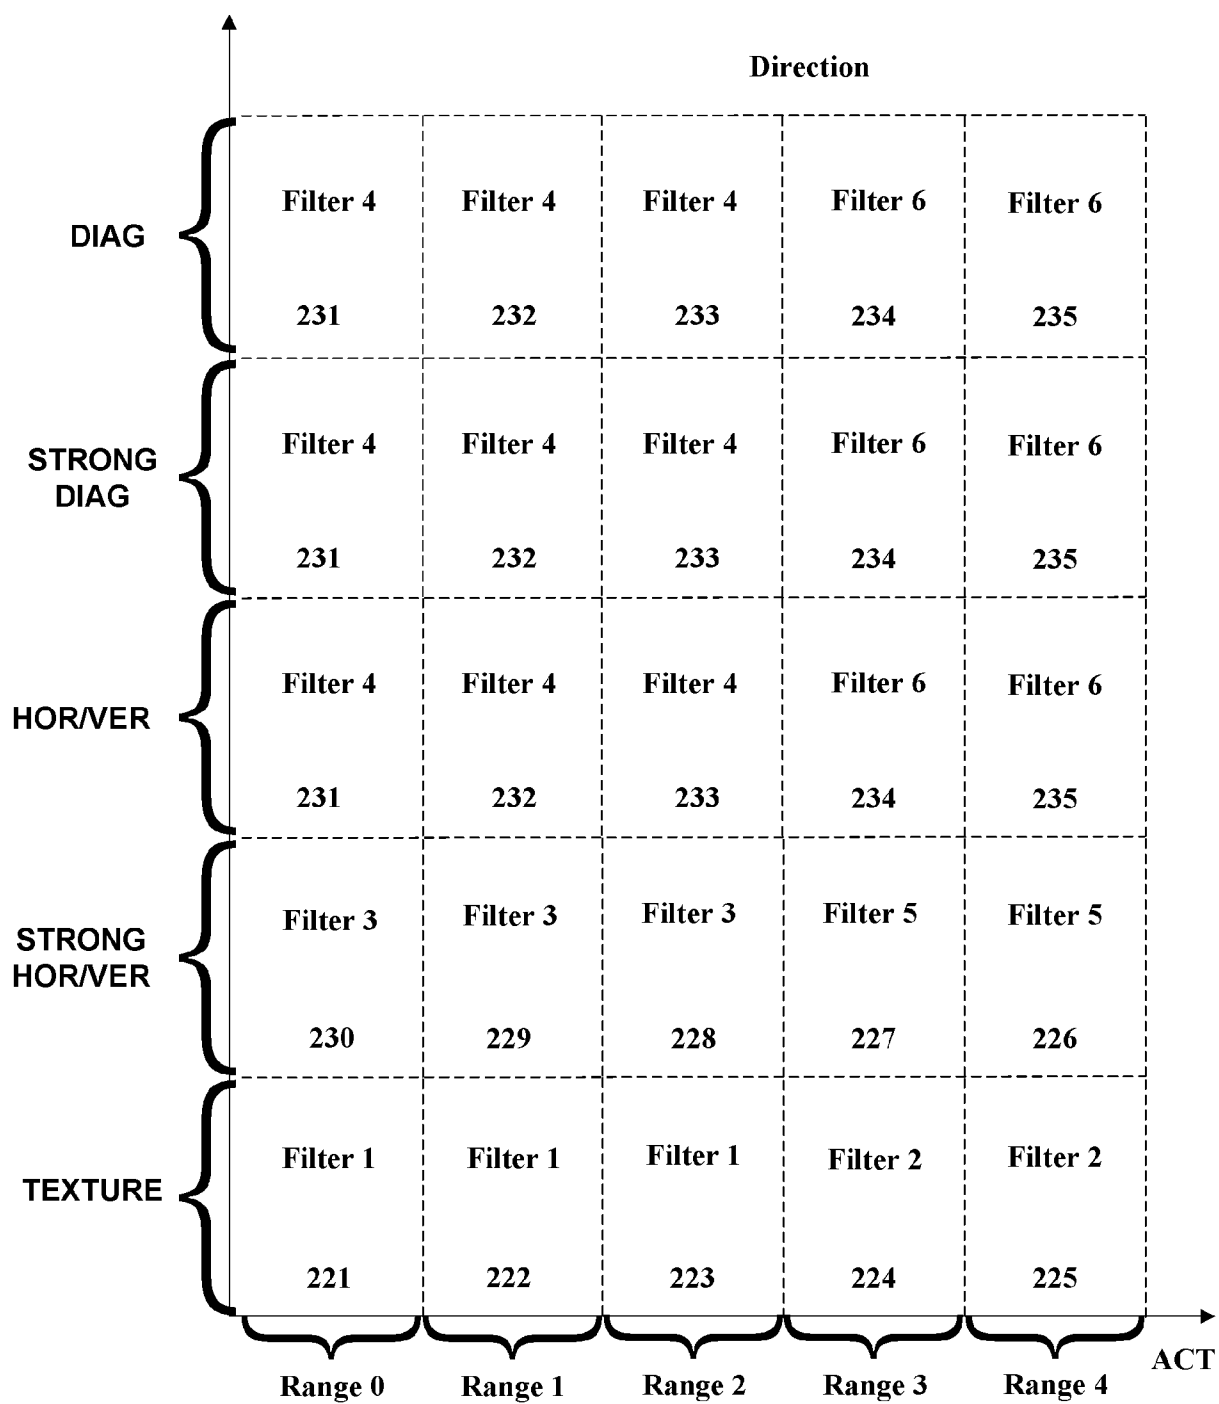 Direction
Filter 4 Filter 4 Filter 4 Filter 6 Filter 6
DIAG
231 232 233 234 235
Filter 4 Filter 4 Filter 4 Filter 6 Filter 6
STRONG
DIAG
231 232 233 234 235
Filter 4 Filter 4 Filter 4 Filter 6 Filter 6
HOR/VER
231 232 233 234 235
Filter 3 Filter 3 Filter 3 Filter 5 Filter 5
STRONG
HOR/VER
230 229 228 227 226
Filter 1 Filter 1 Filter 1 Filter 2 Filter 2
TEXTURE
221 222 223 224 225
ACT
Range 0 Range 1 Range 2 Range 3 Range 4